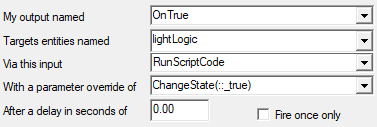 My output named OnTrue
Targets entities named lightLogic
Via this input RunScriptCode
With a parameter override of ChangeState(::_true)
After a delay in seconds of 0.00 Fire once only